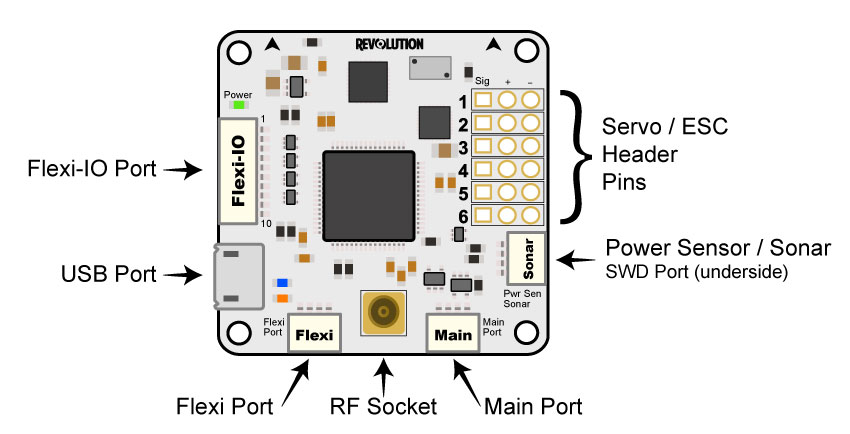 REVOLUTION
Sig + −
Power
1
1
2
3
4
5
6
Flexi-IO
10
Servo / ESC
Header
Pins
Flexi-IO Port
USB Port
Sonar
Power Sensor / Sonar
SWD Port (underside)
Pwr Sen
Sonar
Flexi
Port
Flexi
Main
Main
Port
Flexi Port
RF Socket
Main Port